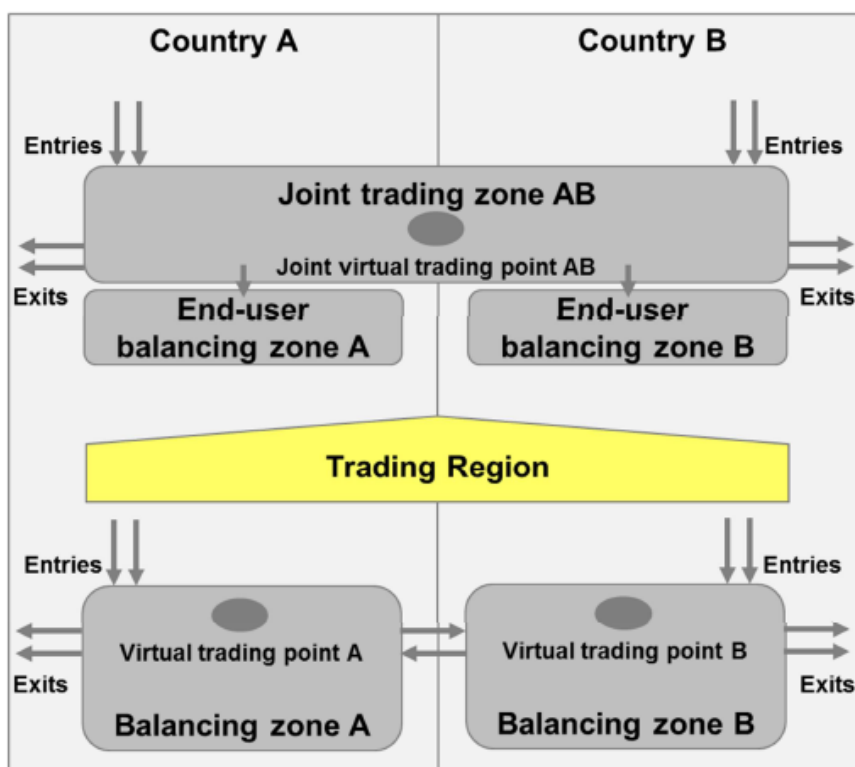 Country A
Country B
Entries
Entries
Joint trading zone AB
Joint virtual trading point AB
Exits
Exits
End-user
balancing zone A
End-user
balancing zone B
Trading Region
Entries
Entries
Virtual trading point A
Virtual trading point B
Exits
Exits
Balancing zone A
Balancing zone B